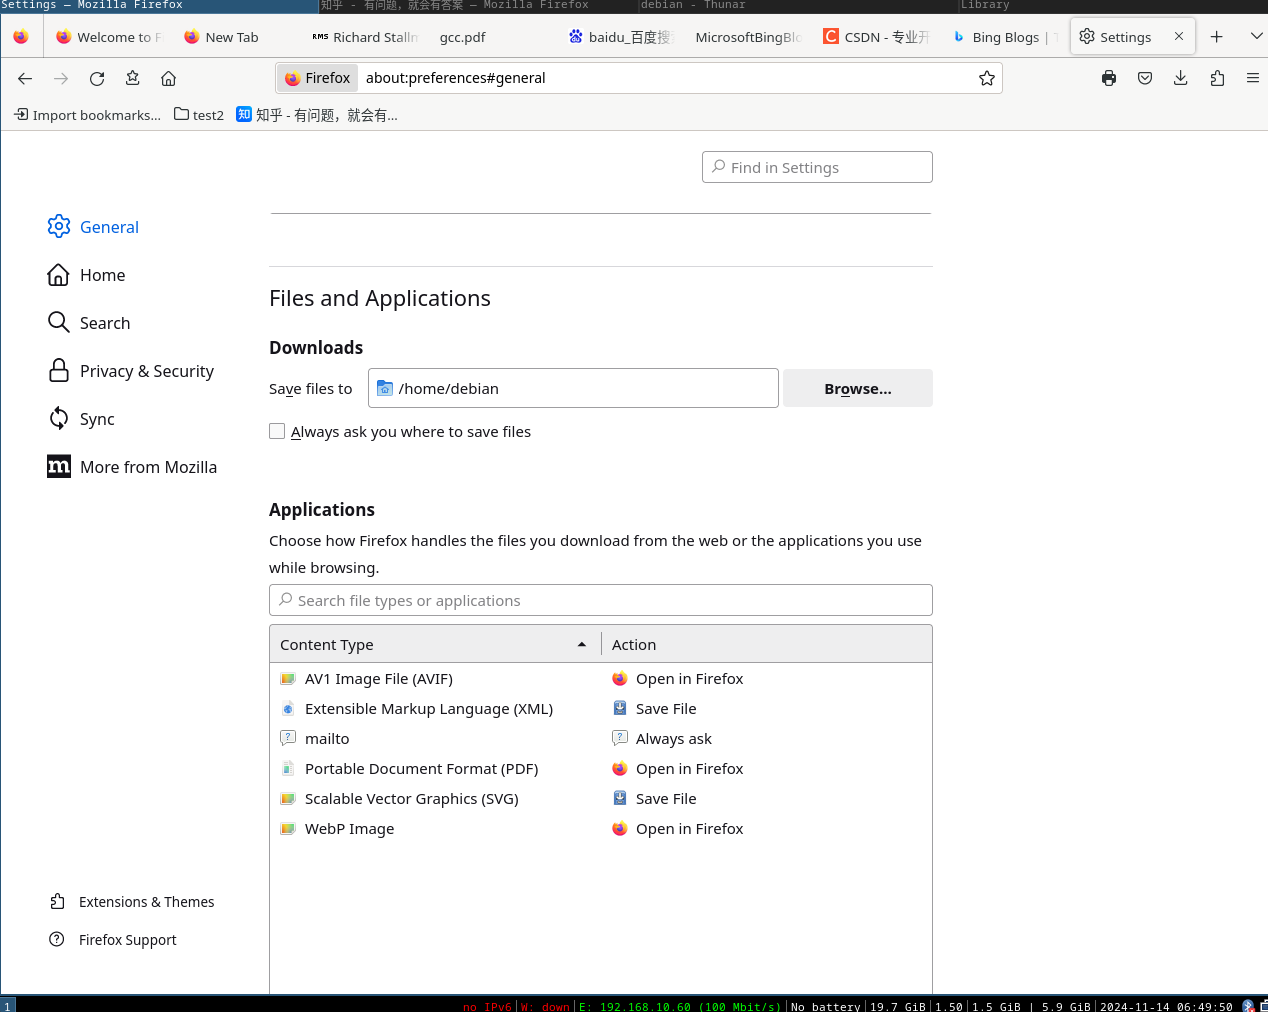 Settings — Mozilla Firefox
知乎 - 有问题，就会有答案 — Mozilla Firefox
debian - Thunar
Library
Welcome to Fi
New Tab
RMS Richard Stallm
gcc.pdf
baidu_百度搜
MicrosoftBingBlo
CSDN - 专业开
Bing Blogs |
Settings
Firefox
about:preferences#general
Import bookmarks...
test2
知 知乎 - 有问题，就会有...
Find in Settings
General
Home
Search
Privacy & Security
Sync
m More from Mozilla
Extensions & Themes
Firefox Support
Files and Applications
Downloads
Save files to
/home/debian
Browse...
Always ask you where to save files
Applications
Choose how Firefox handles the files you download from the web or the applications you use
while browsing.
Search file types or applications
Content Type
Action
AV1 Image File (AVIF)
Open in Firefox
Extensible Markup Language (XML)
Save File
mailto
Always ask
Portable Document Format (PDF)
Open in Firefox
Scalable Vector Graphics (SVG)
Save File
WebP Image
Open in Firefox
1
no IPv6 | W: down | E: 192.168.10.60 (100 Mbit/s) | No battery | 19.7 GiB | 1.50 | 1.5 GiB | 5.9 GiB | 2024-11-14 06:49:50